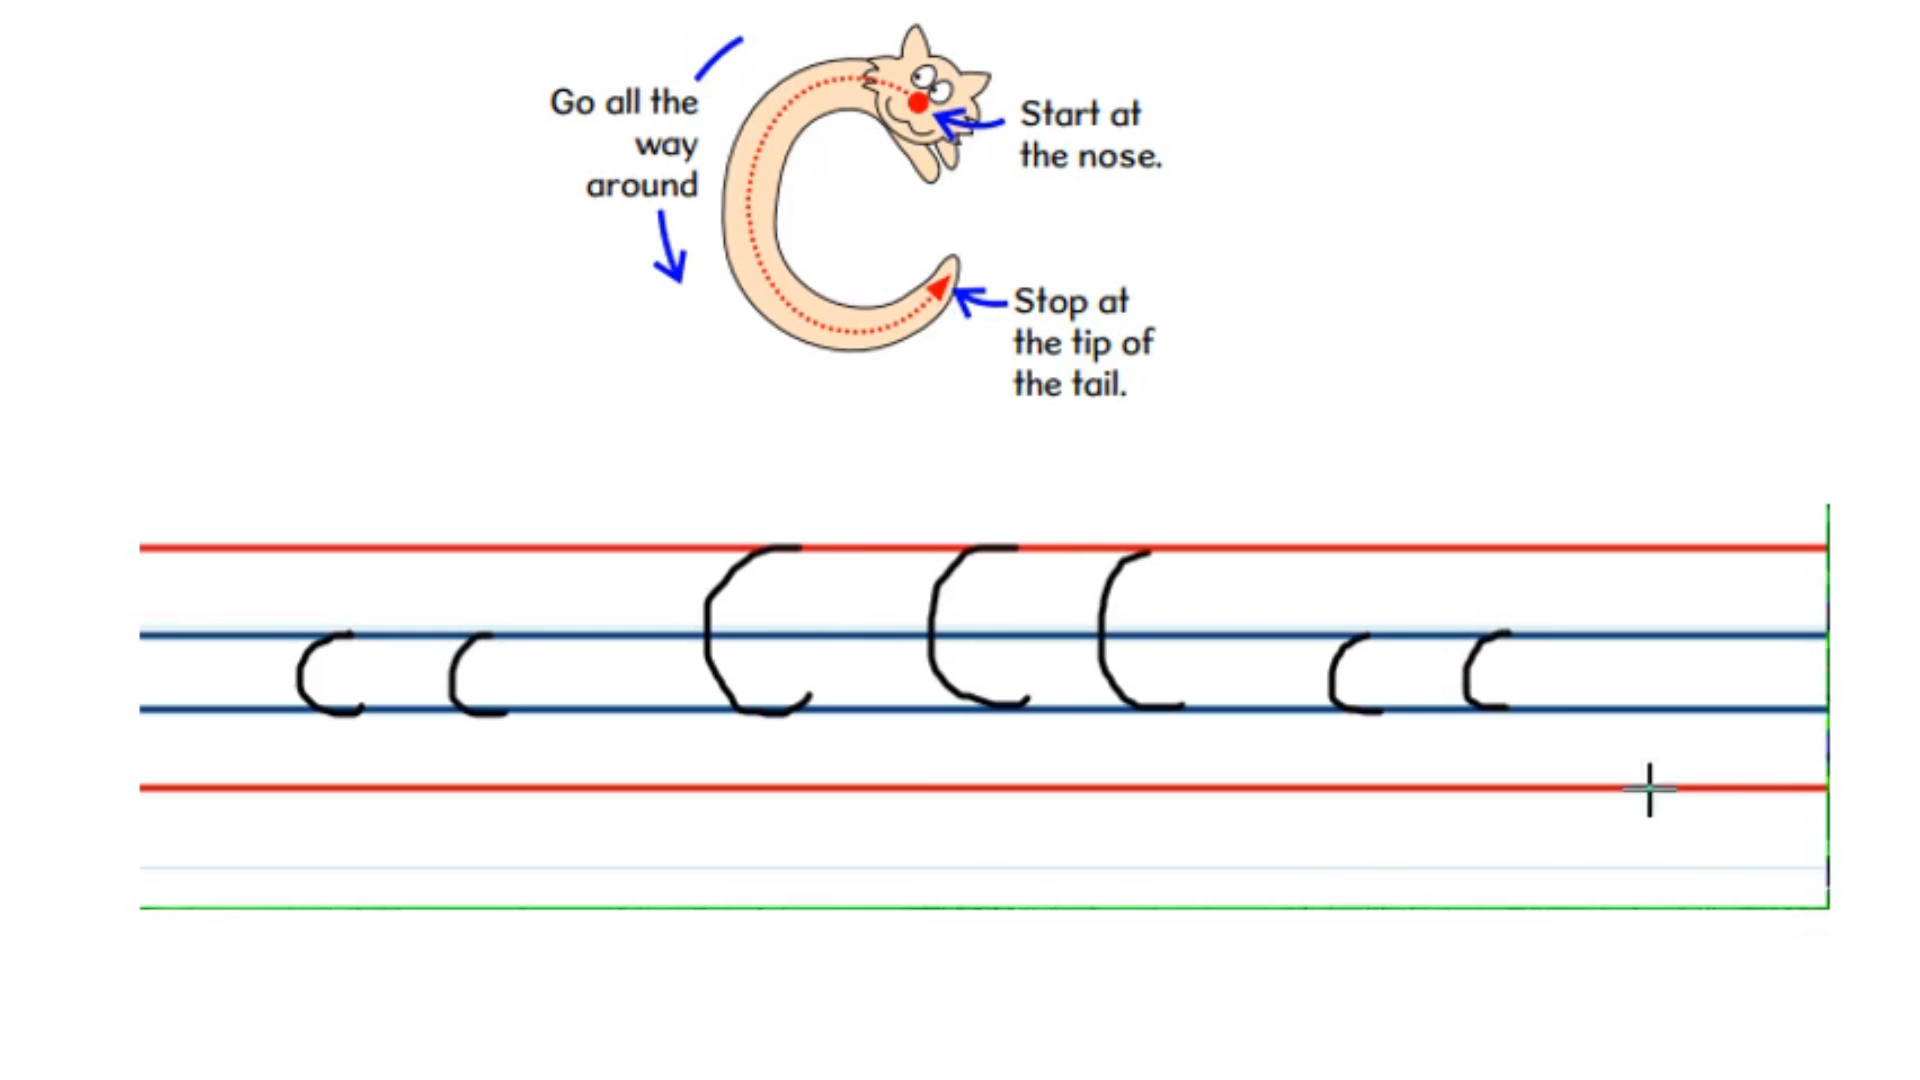 Go all the
way
around
Start at
the nose.
Stop at
the tip of
the tail.
c c C C C c c